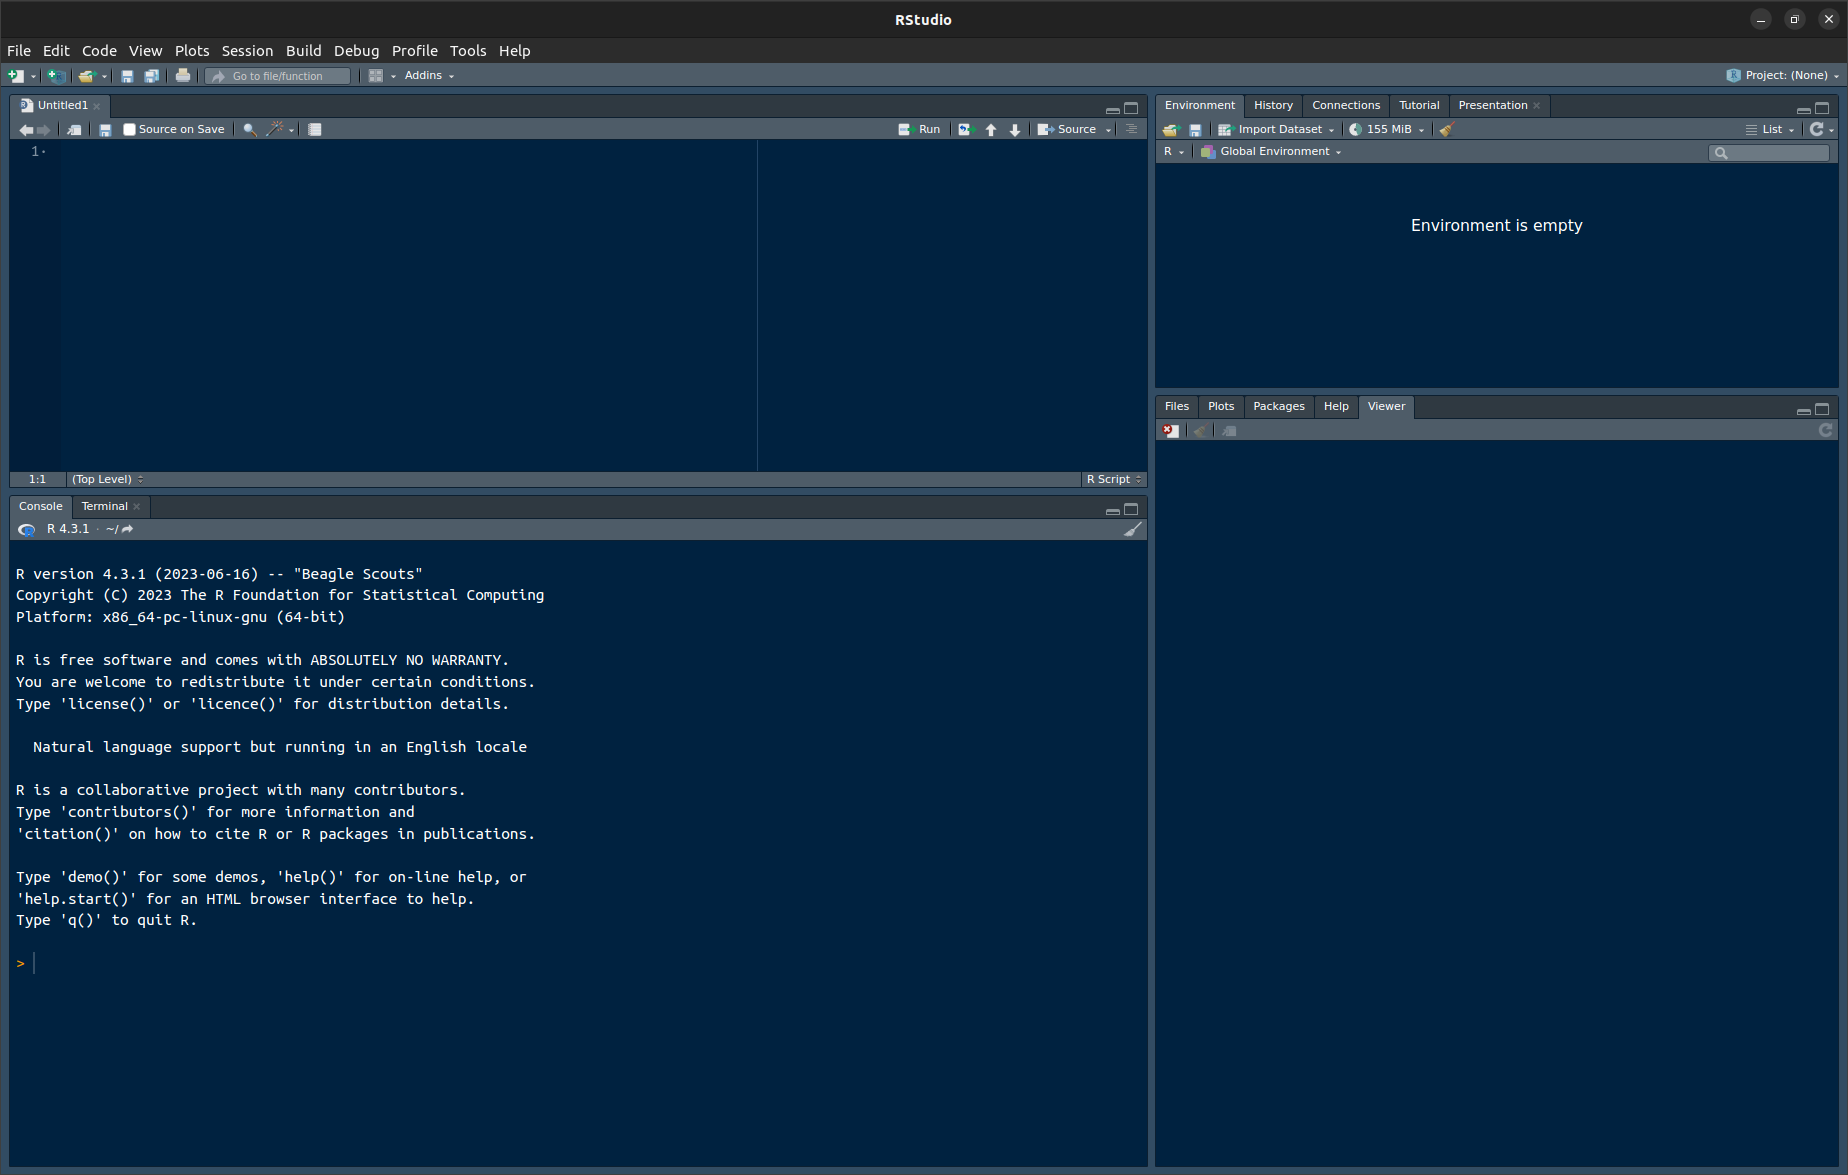 RStudio
File Edit Code View Plots Session Build Debug Profile Tools Help
Go to file/function Addins Project: (None)
Untitled1
Source on Save Run Source
1
1:1 (Top Level) R Script
Console Terminal
R 4.3.1 · ~/
R version 4.3.1 (2023-06-16) -- "Beagle Scouts"
Copyright (C) 2023 The R Foundation for Statistical Computing
Platform: x86_64-pc-linux-gnu (64-bit)
R is free software and comes with ABSOLUTELY NO WARRANTY.
You are welcome to redistribute it under certain conditions.
Type 'license()' or 'licence()' for distribution details.
Natural language support but running in an English locale
R is a collaborative project with many contributors.
Type 'contributors()' for more information and
'citation()' on how to cite R or R packages in publications.
Type 'demo()' for some demos, 'help()' for on-line help, or
'help.start()' for an HTML browser interface to help.
Type 'q()' to quit R.
>
Environment History Connections Tutorial Presentation
Import Dataset 155 MiB List
R Global Environment
Environment is empty
Files Plots Packages Help Viewer